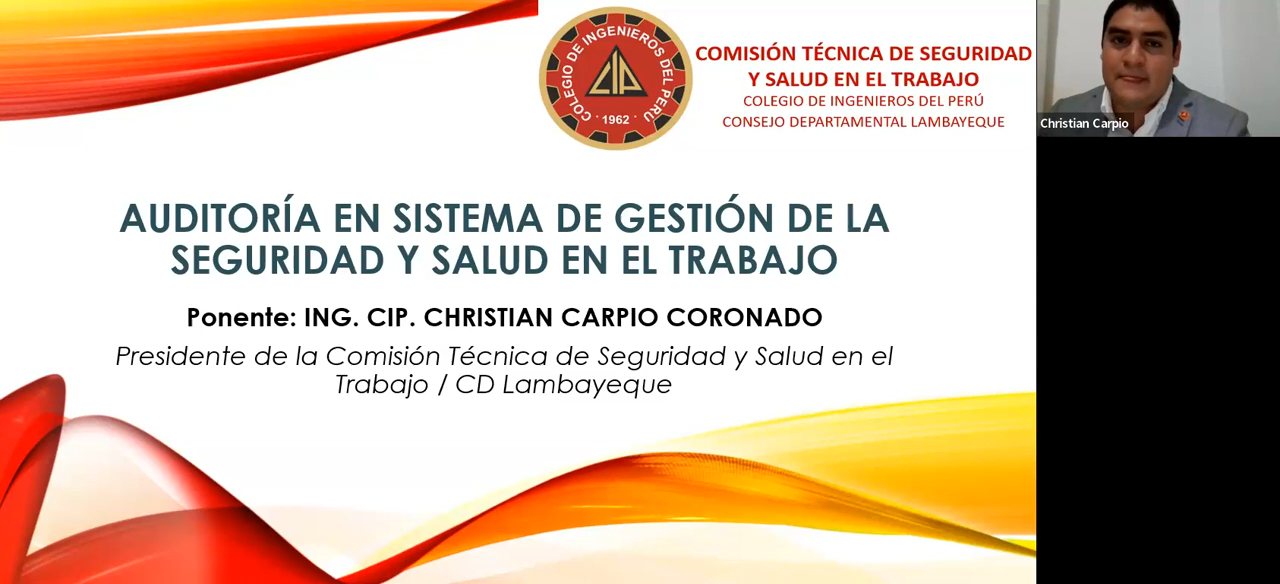 COLEGIO DE INGENIEROS DEL PERU
CIP
· 1962 ·
COMISIÓN TÉCNICA DE SEGURIDAD
Y SALUD EN EL TRABAJO
COLEGIO DE INGENIEROS DEL PERÚ
CONSEJO DEPARTAMENTAL LAMBAYEQUE
Christian Carpio
AUDITORÍA EN SISTEMA DE GESTIÓN DE LA
SEGURIDAD Y SALUD EN EL TRABAJO
Ponente: ING. CIP. CHRISTIAN CARPIO CORONADO
Presidente de la Comisión Técnica de Seguridad y Salud en el
Trabajo / CD Lambayeque